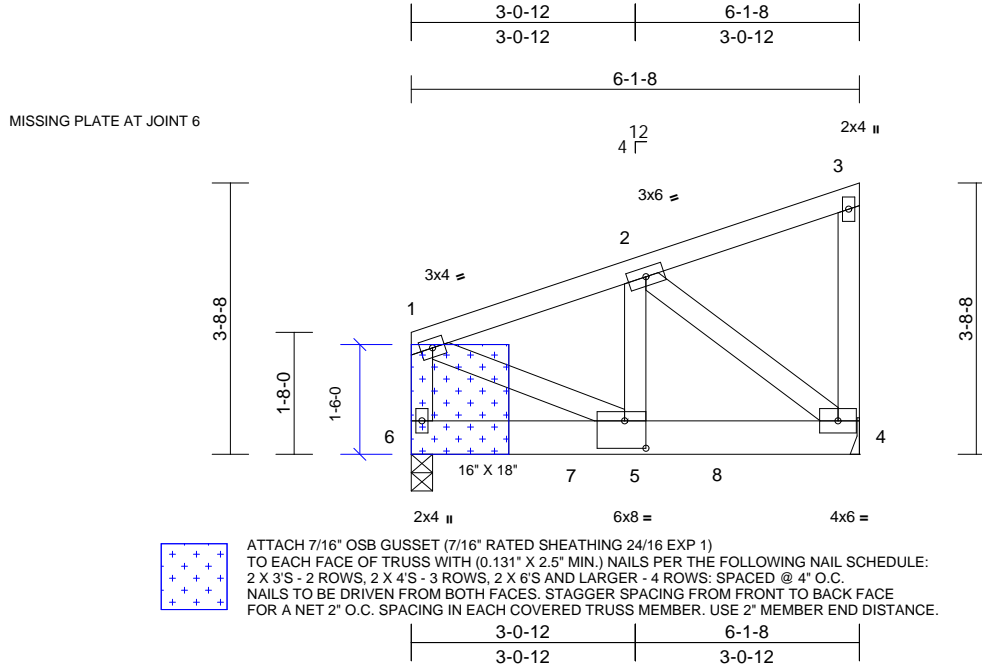 3-0-12
6-1-8
3-0-12
3-0-12
6-1-8
MISSING PLATE AT JOINT 6
2x4 II
12
4
3
3x6 =
2
3x4 =
1
3-8-8
3-8-8
1-8-0
1-6-0
6
4
16" X 18"
7
5
8
2x4 II
6x8 =
4x6 =
ATTACH 7/16" OSB GUSSET (7/16" RATED SHEATHING 24/16 EXP 1)
TO EACH FACE OF TRUSS WITH (0.131" X 2.5" MIN.) NAILS PER THE FOLLOWING NAIL SCHEDULE:
2 X 3'S - 2 ROWS, 2 X 4'S - 3 ROWS, 2 X 6'S AND LARGER - 4 ROWS: SPACED @ 4" O.C.
NAILS TO BE DRIVEN FROM BOTH FACES. STAGGER SPACING FROM FRONT TO BACK FACE
FOR A NET 2" O.C. SPACING IN EACH COVERED TRUSS MEMBER. USE 2" MEMBER END DISTANCE.
3-0-12
6-1-8
3-0-12
3-0-12